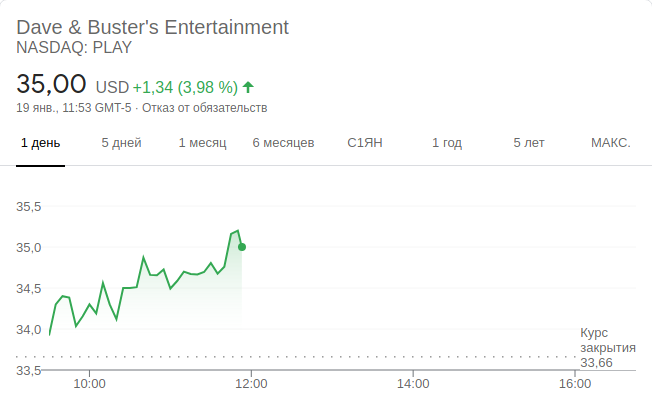 Dave & Buster's Entertainment
NASDAQ: PLAY
35,00 USD +1,34 (3,98 %)
19 янв., 11:53 GMT-5 · Отказ от обязательств
1 день 5 дней 1 месяц 6 месяцев С1ЯН 1 год 5 лет МАКС.
35,5
35,0
34,5
34,0
33,5
Курс
закрытия
33,66
10:00 12:00 14:00 16:00